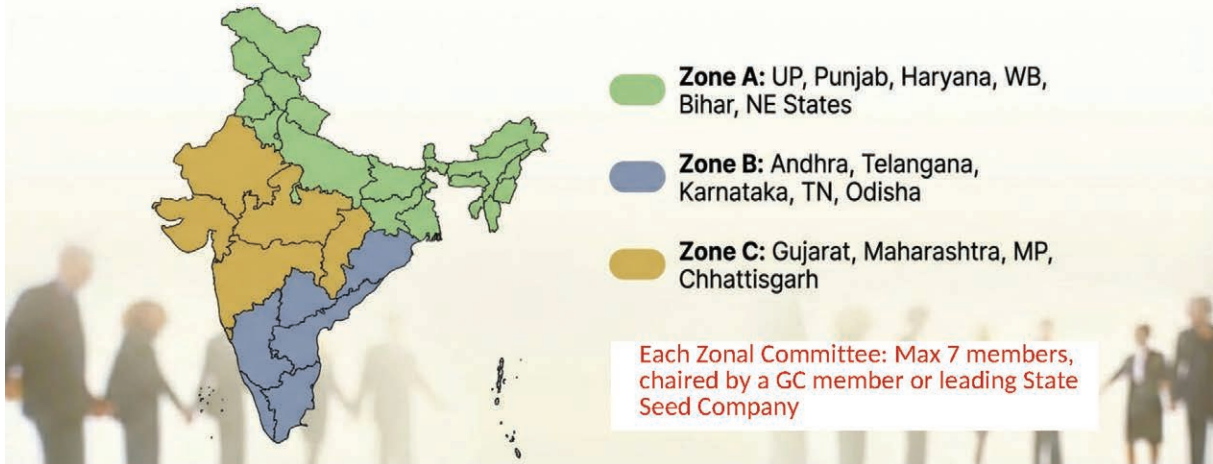 Zone A: UP, Punjab, Haryana, WB,
Bihar, NE States
Zone B: Andhra, Telangana,
Karnataka, TN, Odisha
Zone C: Gujarat, Maharashtra, MP,
Chhattisgarh
Each Zonal Committee: Max 7 members,
chaired by a GC member or leading State
Seed Company